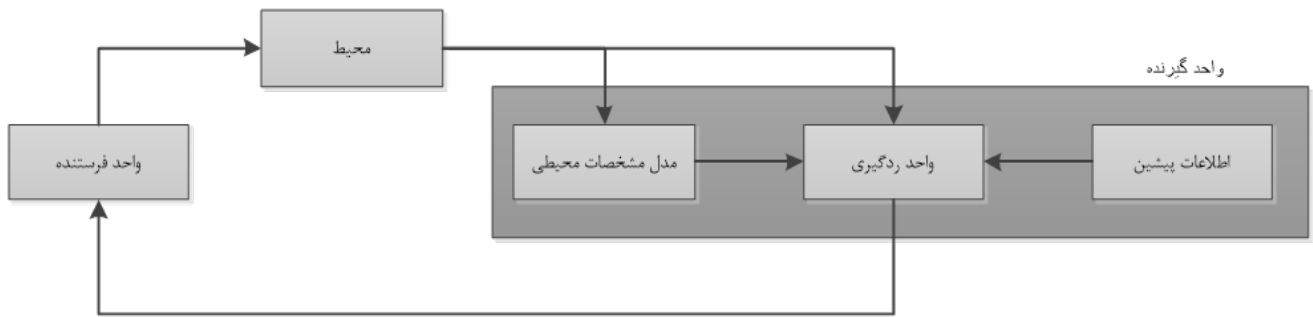 محیط
واحد گیرنده
واحد فرستنده
مدل مشخصات محیطی
واحد ردگیری
اطلاعات پیشین